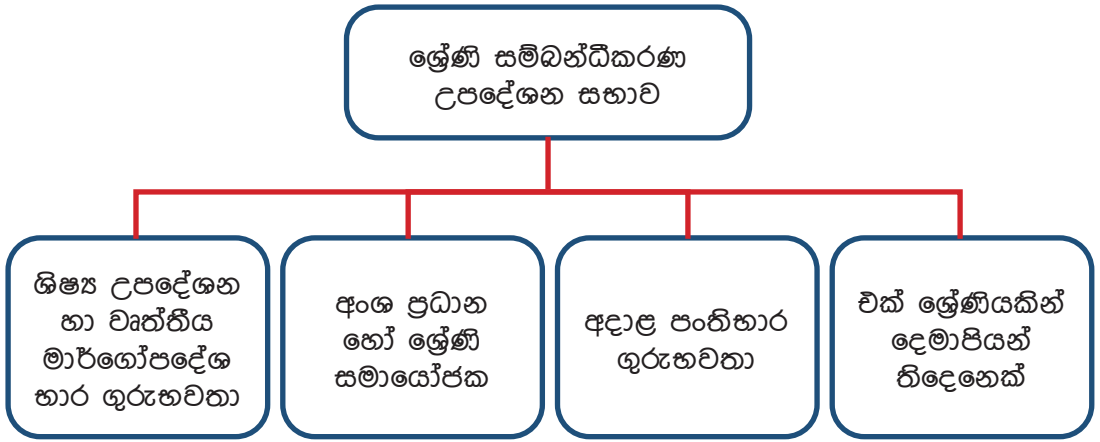 ශ්‍රේණි සම්බන්ධීකරණ
උපදේශන සභාව
ශිෂ්‍ය උපදේශන
හා වෘත්තීය
මාර්ගෝපදේශ
භාර ගුරුභවතා
අංශ ප්‍රධාන
හෝ ශ්‍රේණි
සමායෝජක
අදාළ පංතිභාර
ගුරුභවතා
එක් ශ්‍රේණියකින්
දෙමාපියන්
තිදෙනෙක්